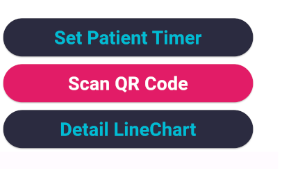 Set Patient Timer
Scan QR Code
Detail LineChart